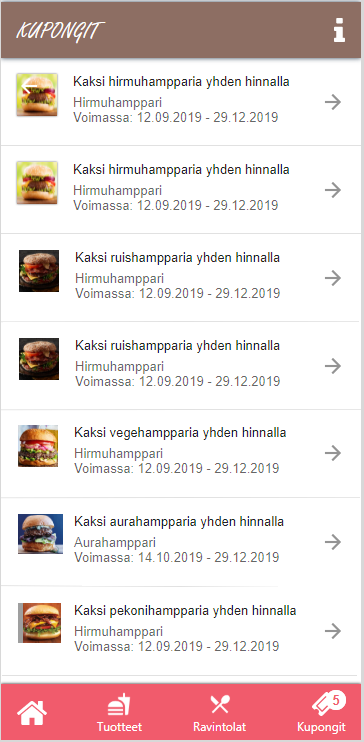 KUPONGIT
Kaksi hirmuhampparia yhden hinnalla
Hirmuhamppari
Voimassa: 12.09.2019 - 29.12.2019
Kaksi hirmuhampparia yhden hinnalla
Hirmuhamppari
Voimassa: 12.09.2019 - 29.12.2019
Kaksi ruishampparia yhden hinnalla
Hirmuhamppari
Voimassa: 12.09.2019 - 29.12.2019
Kaksi ruishampparia yhden hinnalla
Hirmuhamppari
Voimassa: 12.09.2019 - 29.12.2019
Kaksi vegehampparia yhden hinnalla
Hirmuhamppari
Voimassa: 12.09.2019 - 29.12.2019
Kaksi aurahampparia yhden hinnalla
Aurahamppari
Voimassa: 14.10.2019 - 29.12.2019
Kaksi pekonihampparia yhden hinnalla
Hirmuhamppari
Voimassa: 12.09.2019 - 29.12.2019
5
Tuotteet
Ravintolat
Kupongit